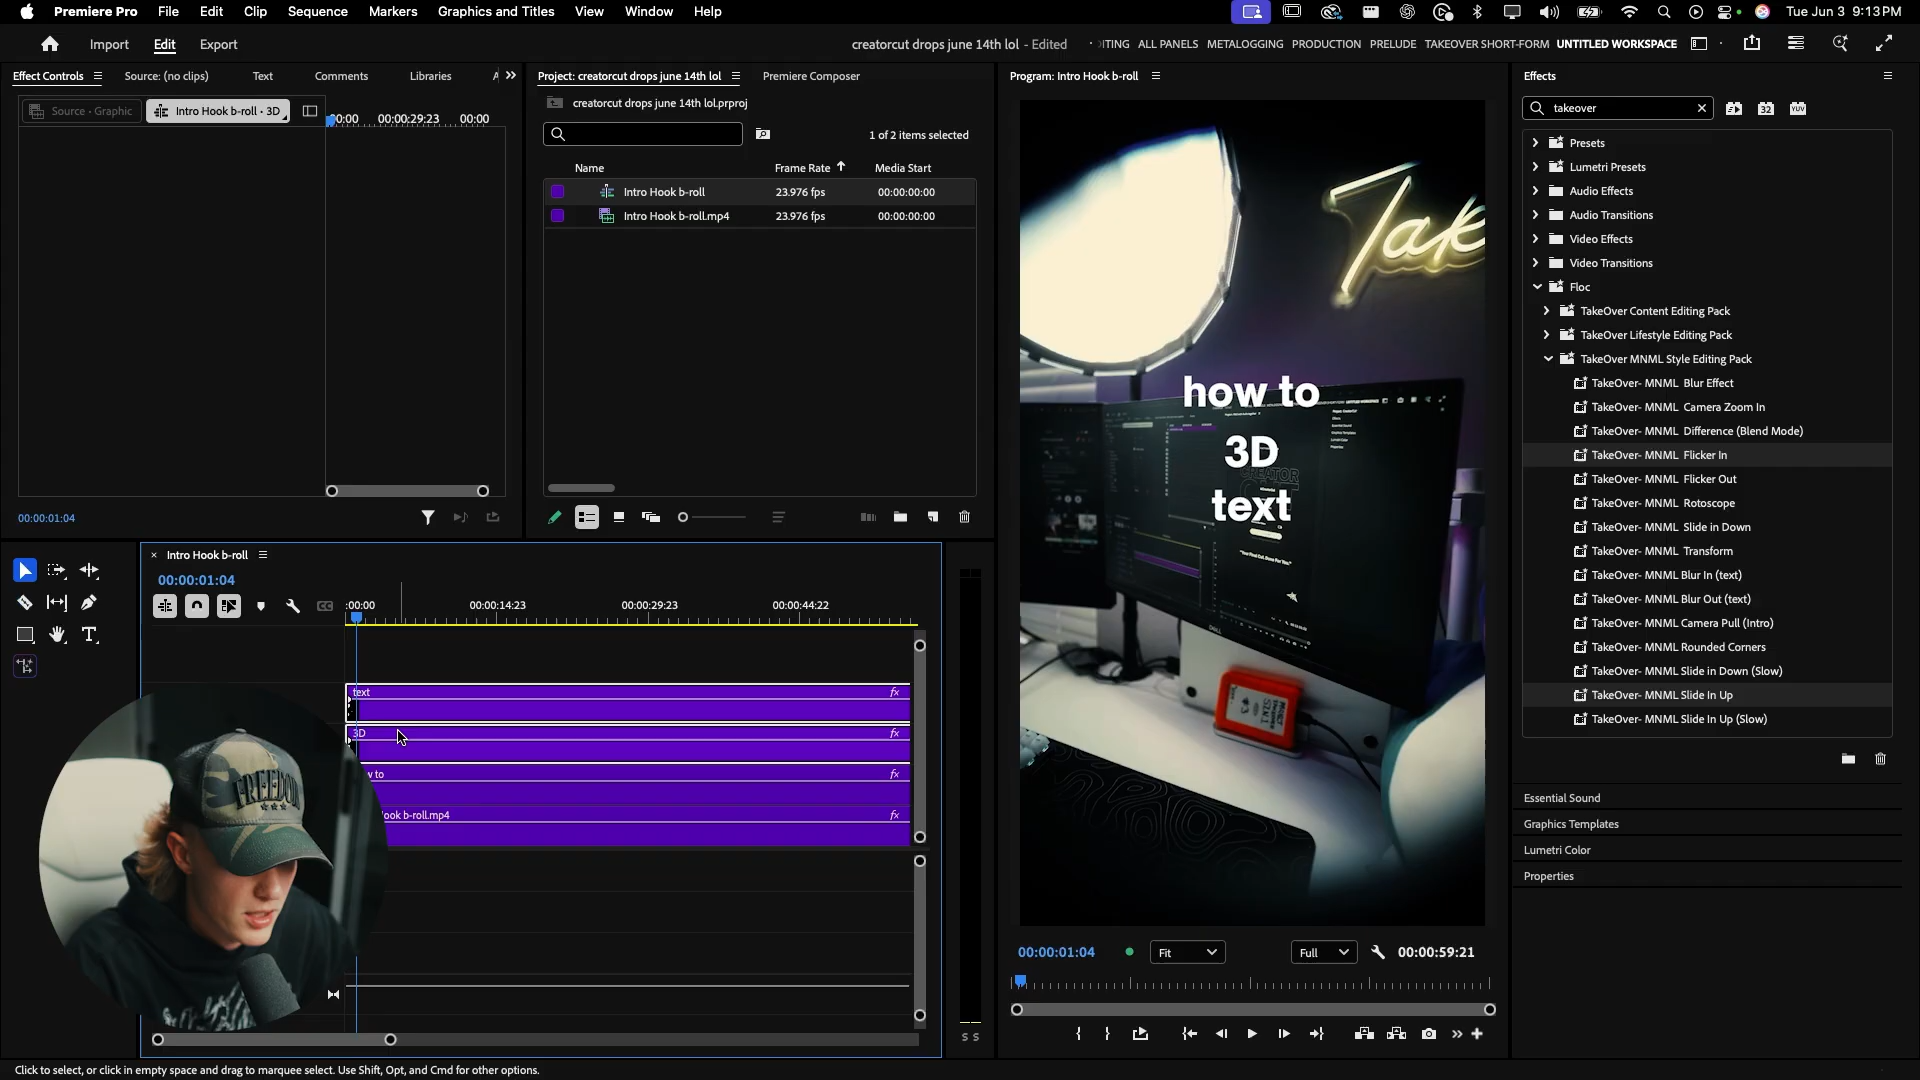 Premiere Pro File Edit Clip Sequence Markers Graphics and Titles View Window Help Tue Jun 3 9:13 PM
Import Edit Export creatorcut drops june 14th lol - Edited ALL PANELS METALOGGING PRODUCTION PRELUDE TAKEOVER SHORT-FORM UNTITLED WORKSPACE
Effect Controls Source: (no clips) Text Comments Libraries
Source · Graphic Intro Hook b-roll · 3D
00:00:29:23 00:00
00:00:01:04
Project: creatorcut drops june 14th lol Premiere Composer
creatorcut drops june 14th lol.prproj
1 of 2 items selected
Name Frame Rate Media Start
Intro Hook b-roll 23.976 fps 00:00:00:00
Intro Hook b-roll.mp4 23.976 fps 00:00:00:00
Program: Intro Hook b-roll
how to
3D
text
00:00:01:04 Fit Full 00:00:59:21
Effects
takeover
32 YUV
Presets
Lumetri Presets
Audio Effects
Audio Transitions
Video Effects
Video Transitions
Floc
TakeOver Content Editing Pack
TakeOver Lifestyle Editing Pack
TakeOver MNML Style Editing Pack
TakeOver- MNML Blur Effect
TakeOver- MNML Camera Zoom In
TakeOver- MNML Difference (Blend Mode)
TakeOver- MNML Flicker In
TakeOver- MNML Flicker Out
TakeOver- MNML Rotoscope
TakeOver- MNML Slide in Down
TakeOver- MNML Transform
TakeOver- MNML Blur In (text)
TakeOver- MNML Blur Out (text)
TakeOver- MNML Camera Pull (Intro)
TakeOver- MNML Rounded Corners
TakeOver- MNML Slide in Down (Slow)
TakeOver- MNML Slide In Up
TakeOver- MNML Slide In Up (Slow)
Essential Sound
Graphics Templates
Lumetri Color
Properties
Intro Hook b-roll
00:00:01:04
:00:00 00:00:14:23 00:00:29:23 00:00:44:22
text fx
3D fx
w to fx
ook b-roll.mp4 fx
FREEDOM
S S
Click to select, or click in empty space and drag to marquee select. Use Shift, Opt, and Cmd for other options.